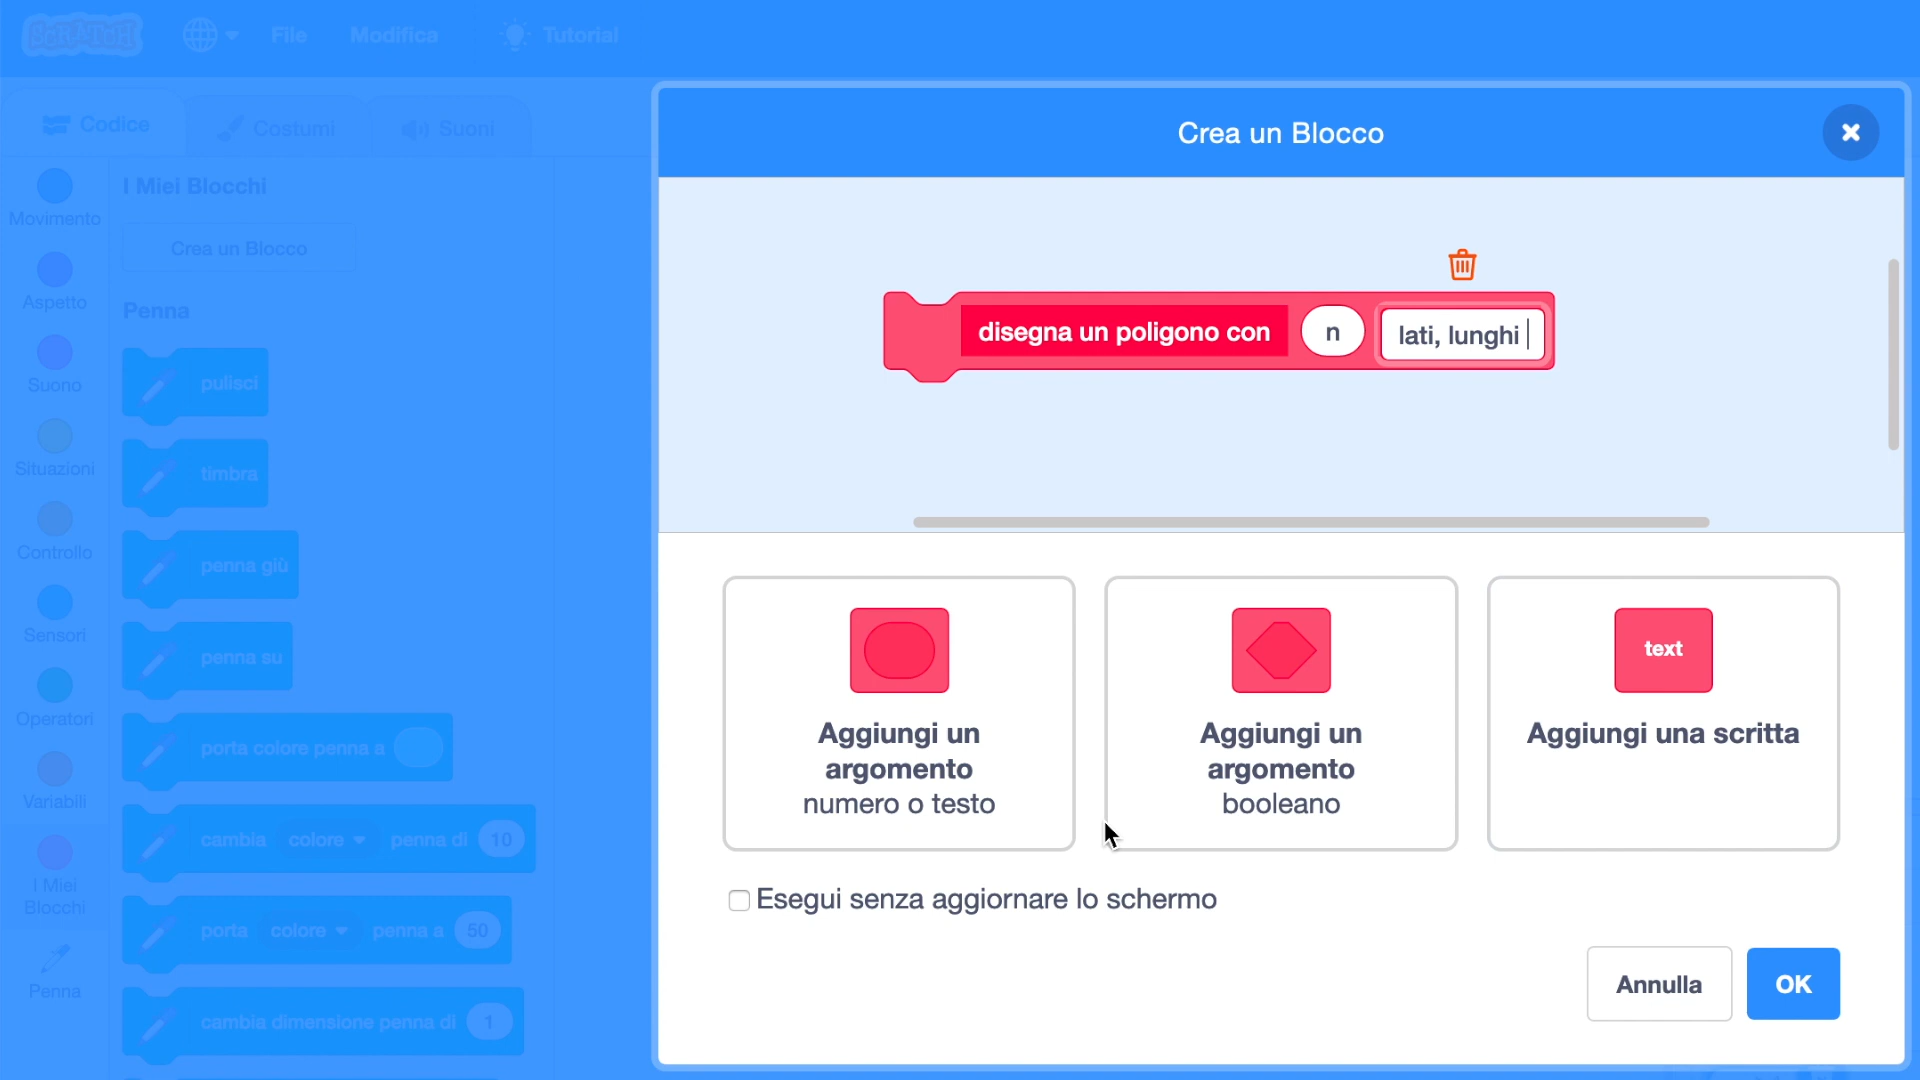 SCRATCH
File
Modifica
Tutorial
Codice
Costumi
Suoni
Movimento
Aspetto
Suono
Situazioni
Controllo
Sensori
Operatori
Variabili
I Miei
Blocchi
Penna
I Miei Blocchi
Crea un Blocco
Penna
pulisci
timbra
penna giù
penna su
porta colore penna a
cambia colore penna di 10
porta colore penna a 50
cambia dimensione penna di 1
Crea un Blocco
disegna un poligono con n lati, lunghi
Aggiungi un
argomento
numero o testo
Aggiungi un
argomento
booleano
text
Aggiungi una scritta
Esegui senza aggiornare lo schermo
Annulla
OK